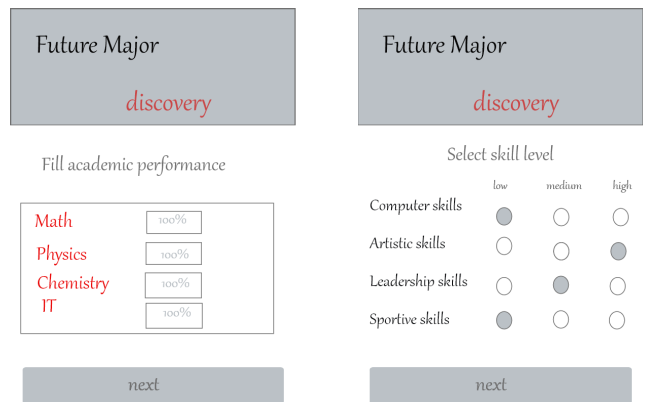 Future Major
discovery
Fill academic performance
Math 100%
Physics 100%
Chemistry 100%
IT 100%
next
Future Major
discovery
Select skill level
low medium high
Computer skills
Artistic skills
Leadership skills
Sportive skills
next